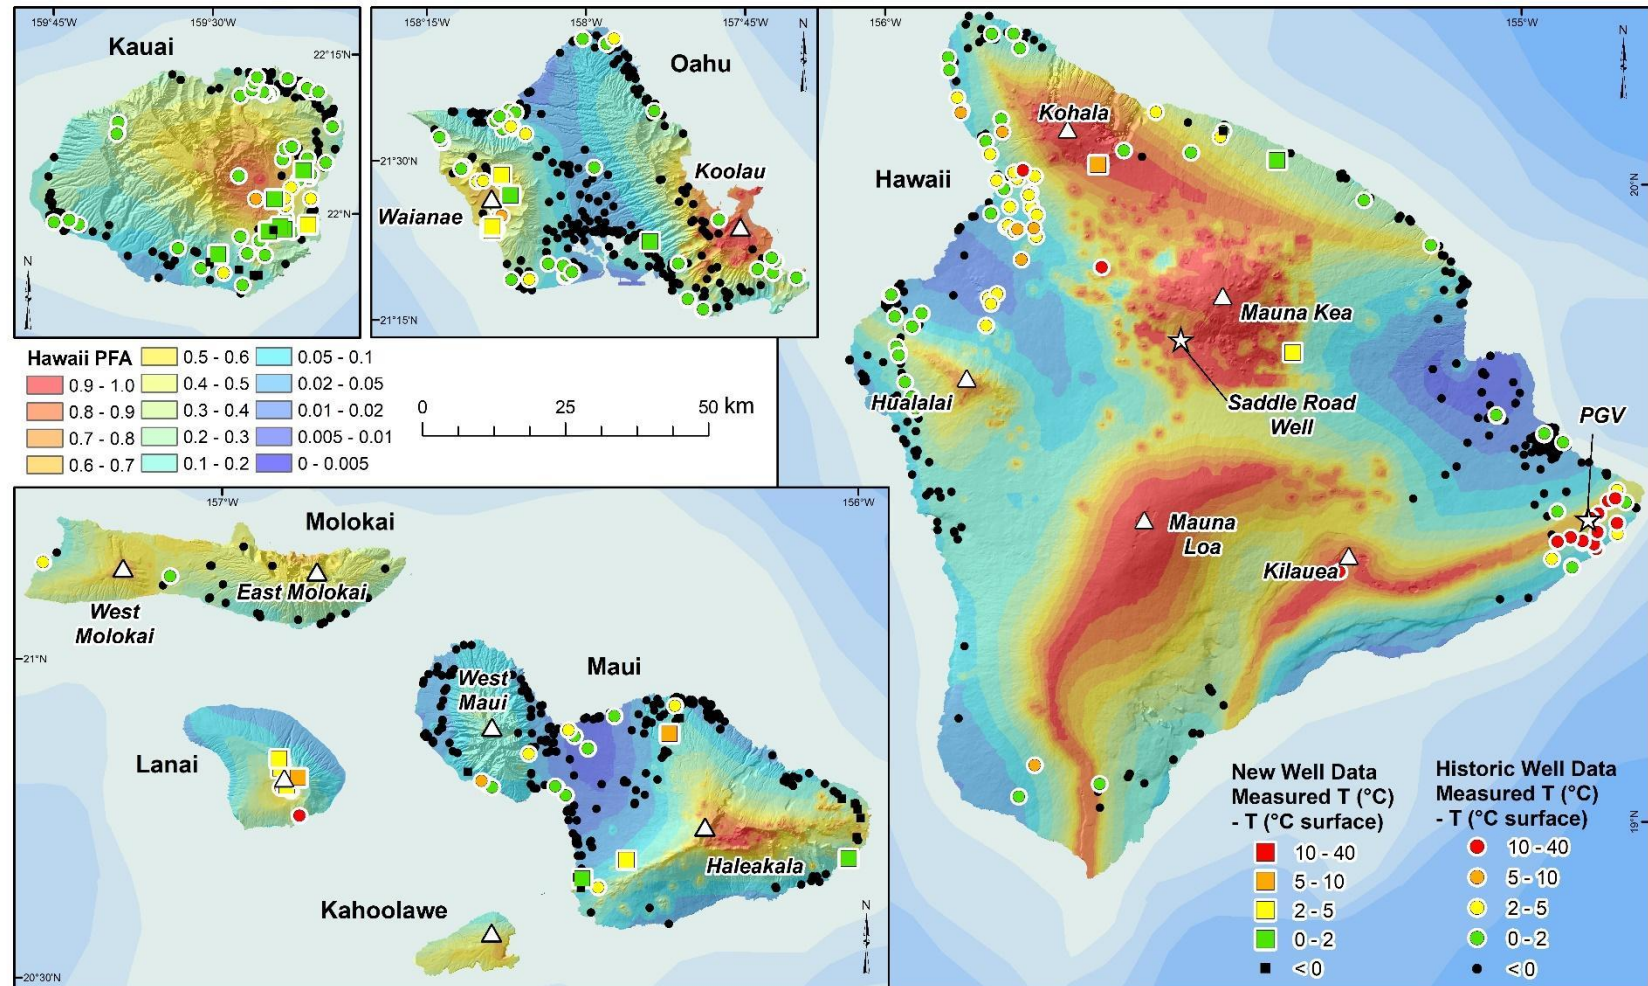 159°45'W
159°30'W
Kauai
22°15'N
22°0'N
N
158°15'W
158°0'W
157°45'W
N
Oahu
21°30'N
21°15'N
Waianae
Koolau
156°W
155°W
N
Kohala
Hawaii
20°N
Mauna Kea
Hualalai
Saddle Road
Well
PGV
Mauna
Loa
Kilauea
19°N
Hawaii PFA
0.9 - 1.0
0.8 - 0.9
0.7 - 0.8
0.6 - 0.7
0.5 - 0.6
0.4 - 0.5
0.3 - 0.4
0.2 - 0.3
0.1 - 0.2
0.05 - 0.1
0.02 - 0.05
0.01 - 0.02
0.005 - 0.01
0 - 0.005
0 25 50 km
157°W
156°W
Molokai
West
Molokai
East Molokai
21°N
Maui
West
Maui
Lanai
Haleakala
Kahoolawe
20°30'N
N
New Well Data
Measured T (°C)
- T (°C surface)
10 - 40
5 - 10
2 - 5
0 - 2
< 0
Historic Well Data
Measured T (°C)
- T (°C surface)
10 - 40
5 - 10
2 - 5
0 - 2
< 0